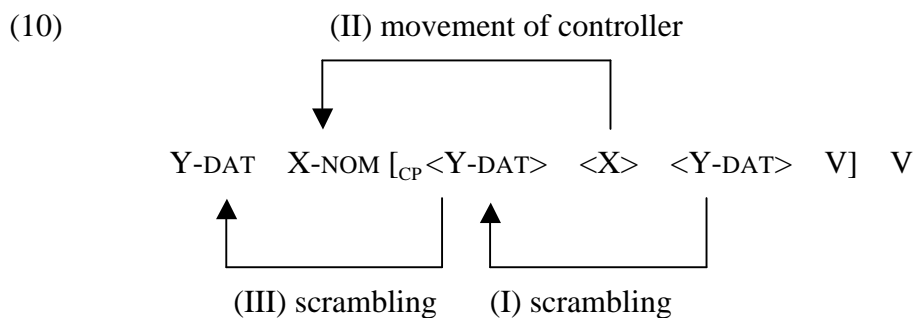 (10) (II) movement of controller
Y-DAT X-NOM [CP<Y-DAT> <X> <Y-DAT> V] V
(III) scrambling (I) scrambling